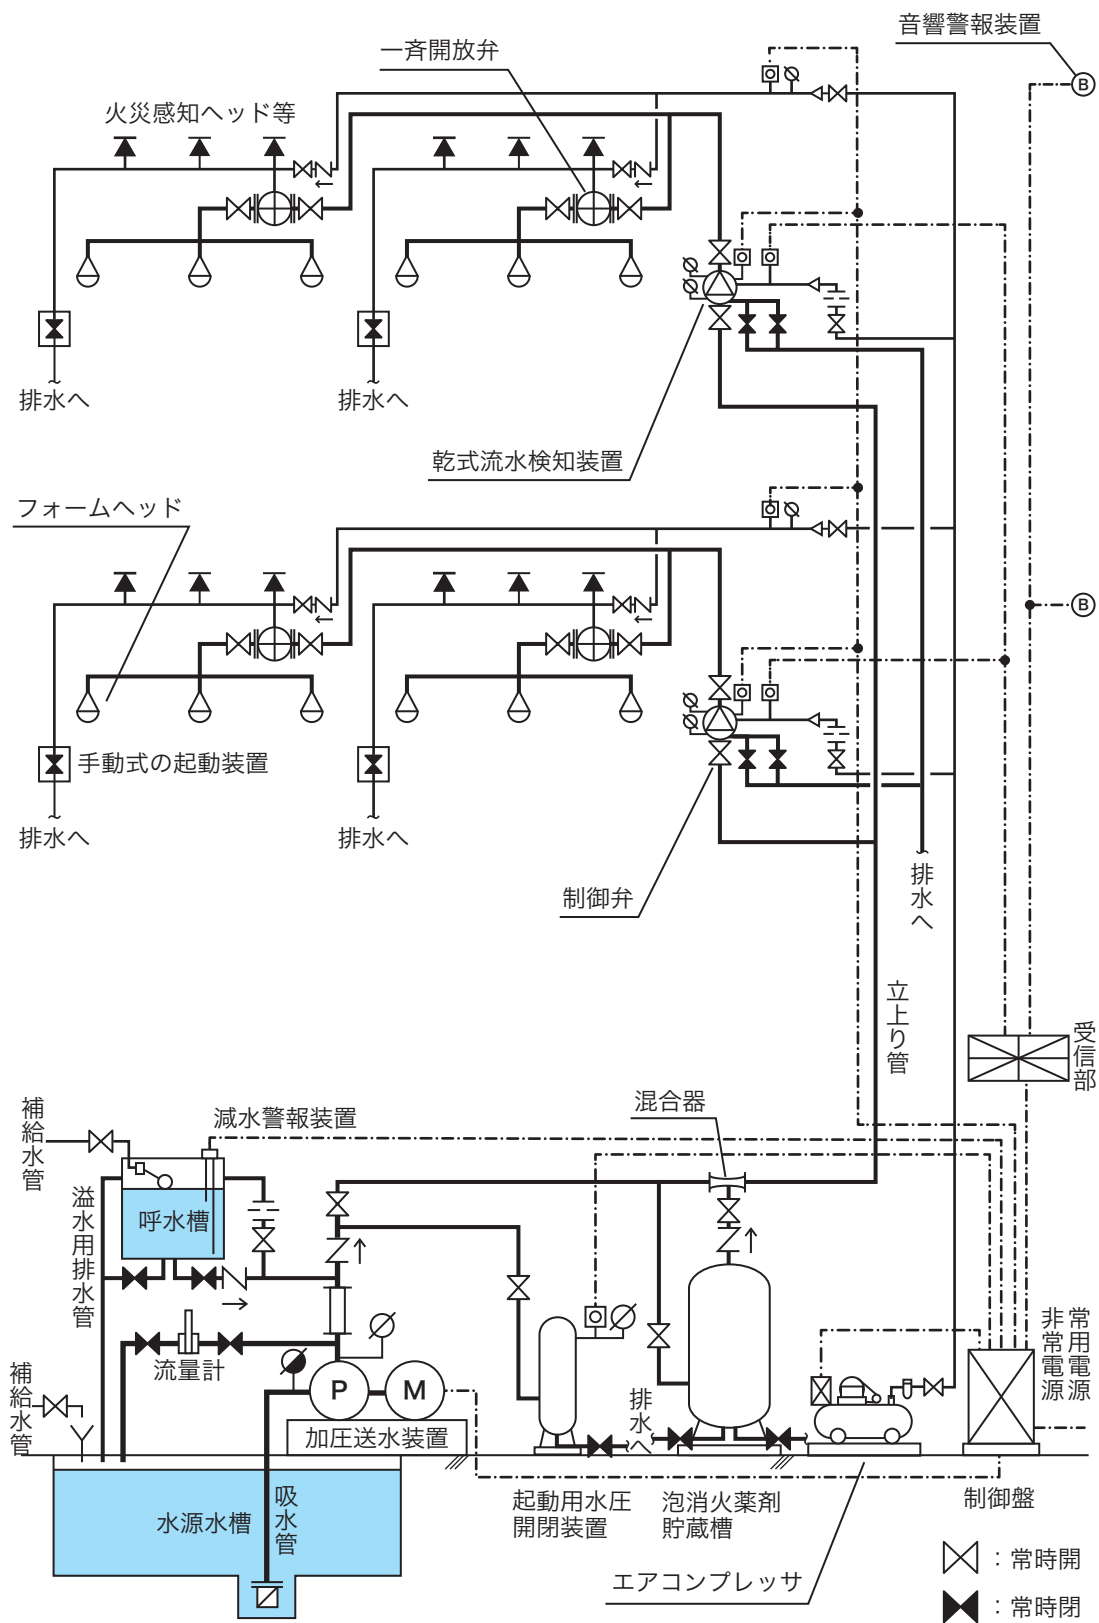 音響警報装置
B
一斉開放弁
火災感知ヘッド等
排水へ
排水へ
乾式流水検知装置
フォームヘッド
B
手動式の起動装置
排水へ
排水へ
制御弁
排水へ
立上り管
受信部
補給水管
減水警報装置
混合器
溢水用排水管
呼水槽
流量計
補給水管
P
M
加圧送水装置
排水へ
非常電源
常用電源
水源水槽
吸水管
起動用水圧
開閉装置
泡消火薬剤
貯蔵槽
エアコンプレッサ
制御盤
：常時開
：常時閉